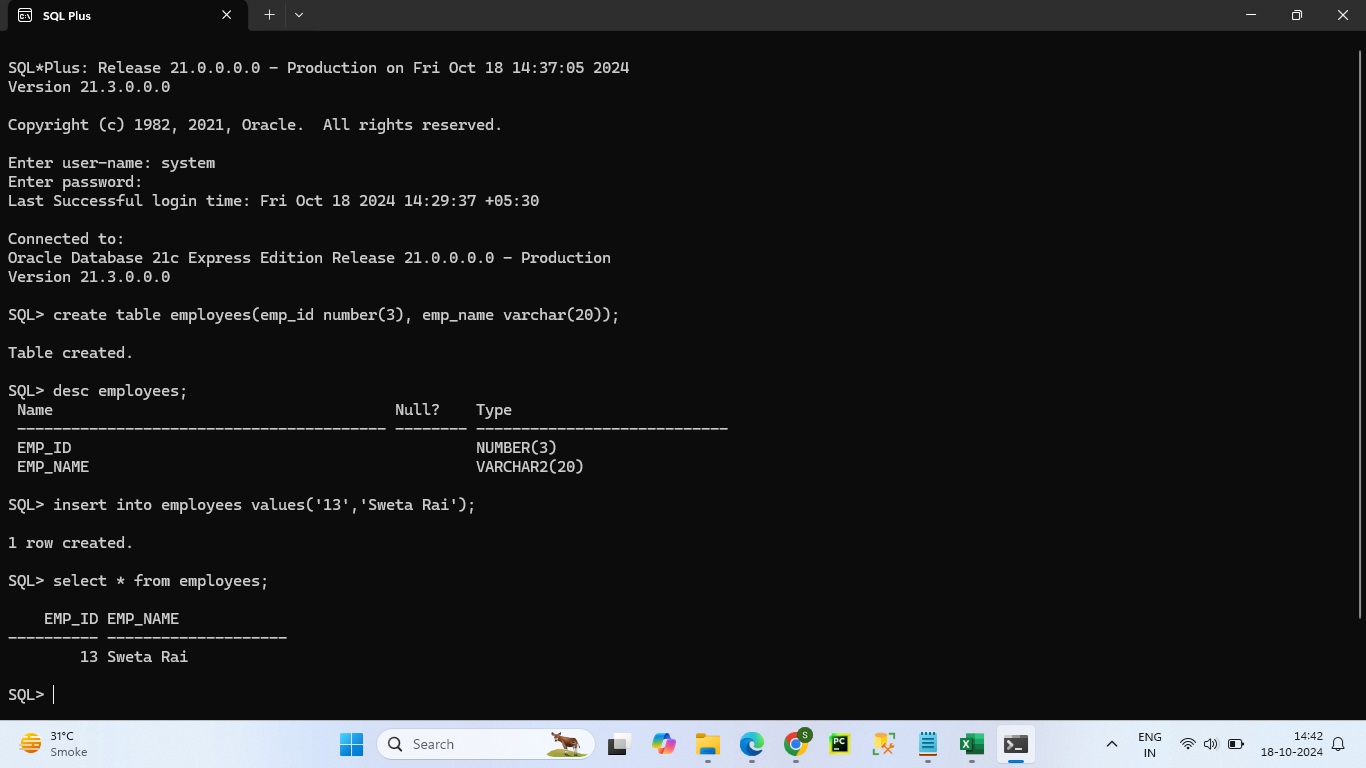 SQL Plus
SQL*Plus: Release 21.0.0.0.0 - Production on Fri Oct 18 14:37:05 2024
Version 21.3.0.0.0
Copyright (c) 1982, 2021, Oracle.  All rights reserved.
Enter user-name: system
Enter password:
Last Successful login time: Fri Oct 18 2024 14:29:37 +05:30
Connected to:
Oracle Database 21c Express Edition Release 21.0.0.0.0 - Production
Version 21.3.0.0.0
SQL> create table employees(emp_id number(3), emp_name varchar(20));
Table created.
SQL> desc employees;
Name Null? Type
----------------------------------------- -------- ----------------------------
EMP_ID NUMBER(3)
EMP_NAME VARCHAR2(20)
SQL> insert into employees values('13','Sweta Rai');
1 row created.
SQL> select * from employees;
EMP_ID EMP_NAME
---------- --------------------
13 Sweta Rai
SQL>
31°C
Smoke
Search
S
PC
ENG
IN
14:42
18-10-2024